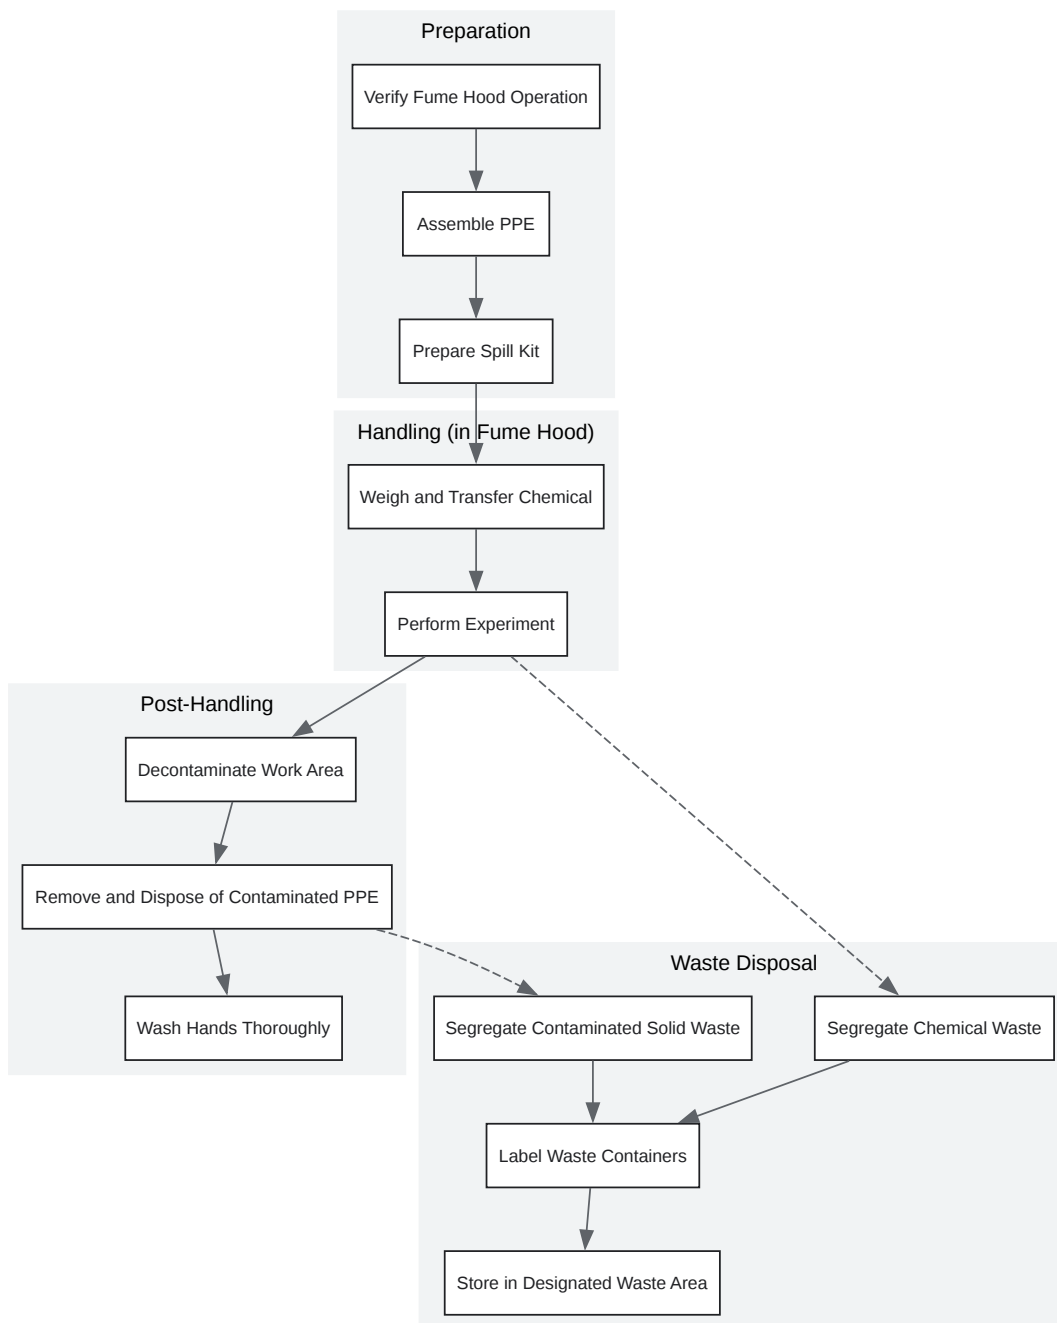 Preparation
Verify Fume Hood Operation
Assemble PPE
Prepare Spill Kit
Handling (in Fume Hood)
Weigh and Transfer Chemical
Perform Experiment
Post-Handling
Decontaminate Work Area
Remove and Dispose of Contaminated PPE
Wash Hands Thoroughly
Waste Disposal
Segregate Contaminated Solid Waste
Segregate Chemical Waste
Label Waste Containers
Store in Designated Waste Area